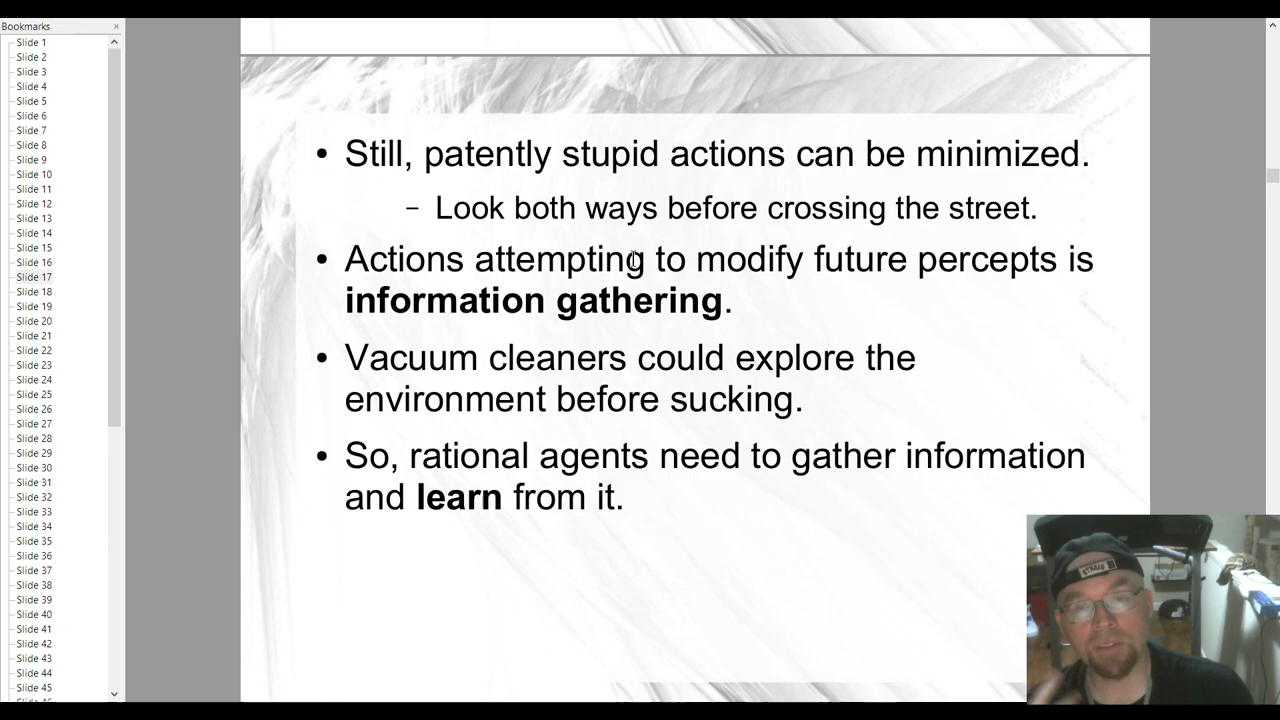 Bookmarks
Slide 1
Slide 2
Slide 3
Slide 4
Slide 5
Slide 6
Slide 7
Slide 8
Slide 9
Slide 10
Slide 11
Slide 12
Slide 13
Slide 14
Slide 15
Slide 16
Slide 17
Slide 18
Slide 19
Slide 20
Slide 21
Slide 22
Slide 23
Slide 24
Slide 25
Slide 26
Slide 27
Slide 28
Slide 29
Slide 30
Slide 31
Slide 32
Slide 33
Slide 34
Slide 35
Slide 36
Slide 37
Slide 38
Slide 39
Slide 40
Slide 41
Slide 42
Slide 43
Slide 44
Slide 45
• Still, patently stupid actions can be minimized.
– Look both ways before crossing the street.
• Actions attempting to modify future percepts is
information gathering.
• Vacuum cleaners could explore the
environment before sucking.
• So, rational agents need to gather information
and learn from it.